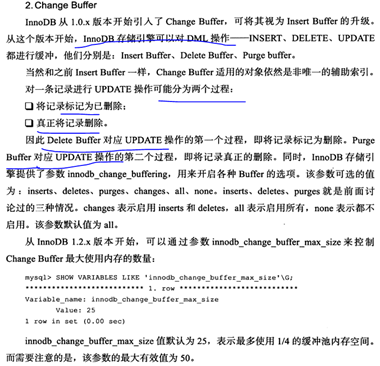 2. Change Buffer
InnoDB 从 1.0.x 版本开始引入了 Change Buffer，可将其视为 Insert Buffer 的升级。
从这个版本开始，InnoDB 存储引擎可以对 DML 操作——INSERT、DELETE、UPDATE
都进行缓冲，他们分别是：Insert Buffer、Delete Buffer、Purge buffer。
当然和之前 Insert Buffer 一样，Change Buffer 适用的对象依然是非唯一的辅助索引。
对一条记录进行 UPDATE 操作可能分为两个过程：
❑ 将记录标记为已删除；
❑ 真正将记录删除。
因此 Delete Buffer 对应 UPDATE 操作的第一个过程，即将记录标记为删除。Purge
Buffer 对应 UPDATE 操作的第二个过程，即将记录真正的删除。同时，InnoDB 存储引
擎提供了参数 innodb_change_buffering，用来开启各种 Buffer 的选项。该参数可选的值
为：inserts、deletes、purges、changes、all、none。inserts、deletes、purges 就是前面讨
论过的三种情况。changes 表示启用 inserts 和 deletes，all 表示启用所有，none 表示都不
启用。该参数默认值为 all。
从 InnoDB 1.2.x 版本开始，可以通过参数 innodb_change_buffer_max_size 来控制
Change Buffer 最大使用内存的数量：
mysql> SHOW VARIABLES LIKE 'innodb_change_buffer_max_size'\G;
*************************** 1. row ***************************
Variable_name: innodb_change_buffer_max_size
Value: 25
1 row in set (0.00 sec)
innodb_change_buffer_max_size 值默认为 25，表示最多使用 1/4 的缓冲池内存空间。
而需要注意的是，该参数的最大有效值为 50。